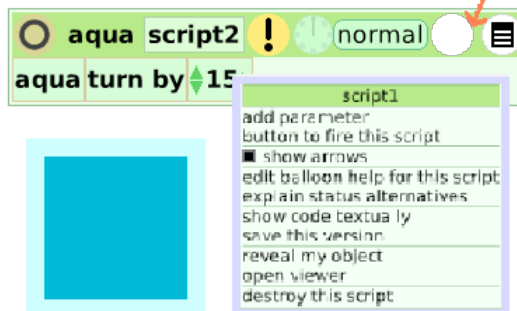 aqua script2 ! normal
aqua turn by 15
script1
add parameter
button to fire this script
show arrows
edit balloon help for this script
explain status alternatives
show code textually
save this version
reveal my object
open viewer
destroy this script